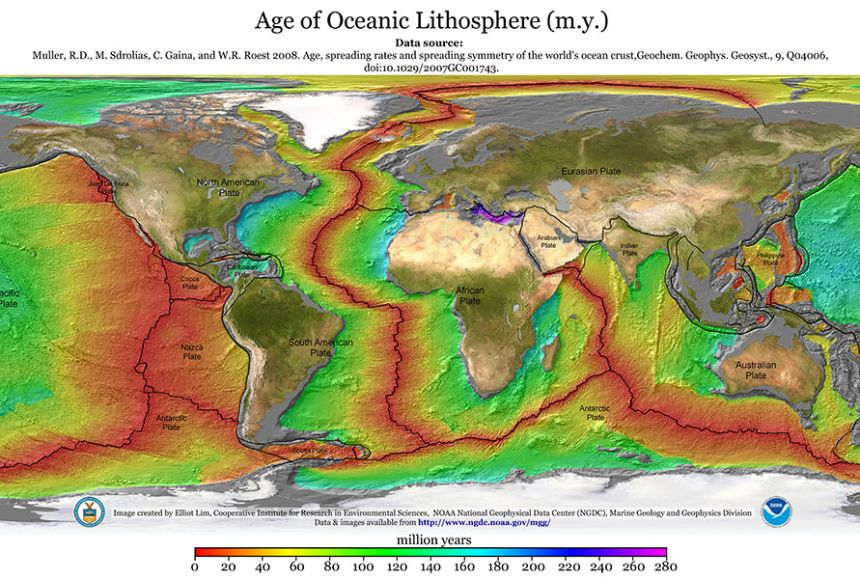 Age of Oceanic Lithosphere (m.y.)
Data source:
Muller, R.D., M. Sdrolias, C. Gaina, and W.R. Roest 2008. Age, spreading rates and spreading symmetry of the world's ocean crust,Geochem. Geophys. Geosyst., 9, Q04006,
doi:10.1029/2007GC001743.
Eurasian Plate
North American
Plate
Arabian
Plate
Indian
Plate
Philippine
Plate
Caribbean
Plate
Cocos
Plate
African
Plate
acific
Plate
South American
Plate
Nazca
Plate
Australian
Plate
Antarctic
Plate
Antarctic
Plate
Scotia Plate
Image created by Elliot Lim, Cooperative Institute for Research in Environmental Sciences, NOAA National Geophysical Data Center (NGDC), Marine Geology and Geophysics Division
Data & images available from http://www.ngdc.noaa.gov/mgg/
million years
0 20 40 60 80 100 120 140 160 180 200 220 240 260 280